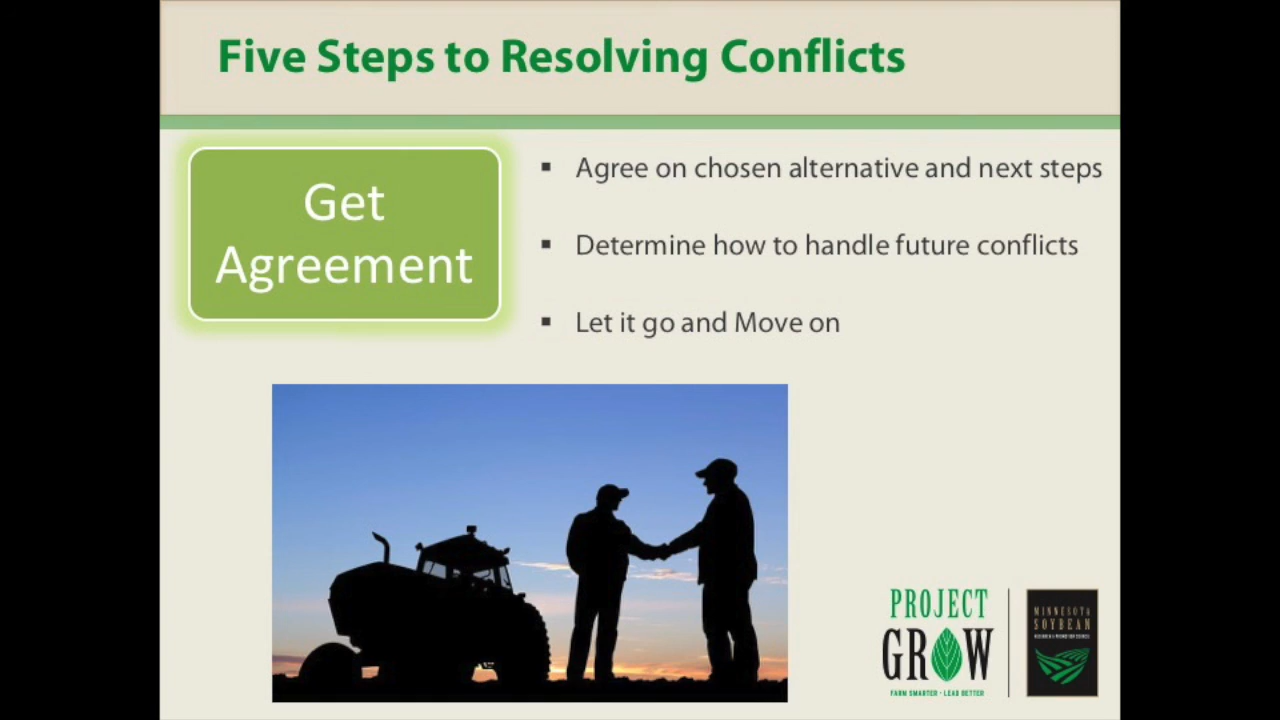 Five Steps to Resolving Conflicts
Get
Agreement
▪ Agree on chosen alternative and next steps
▪ Determine how to handle future conflicts
▪ Let it go and Move on
PROJECT
GROW
FARM SMARTER • LEAD BETTER
MINNESOTA
SOYBEAN
RESEARCH & PROMOTION COUNCIL